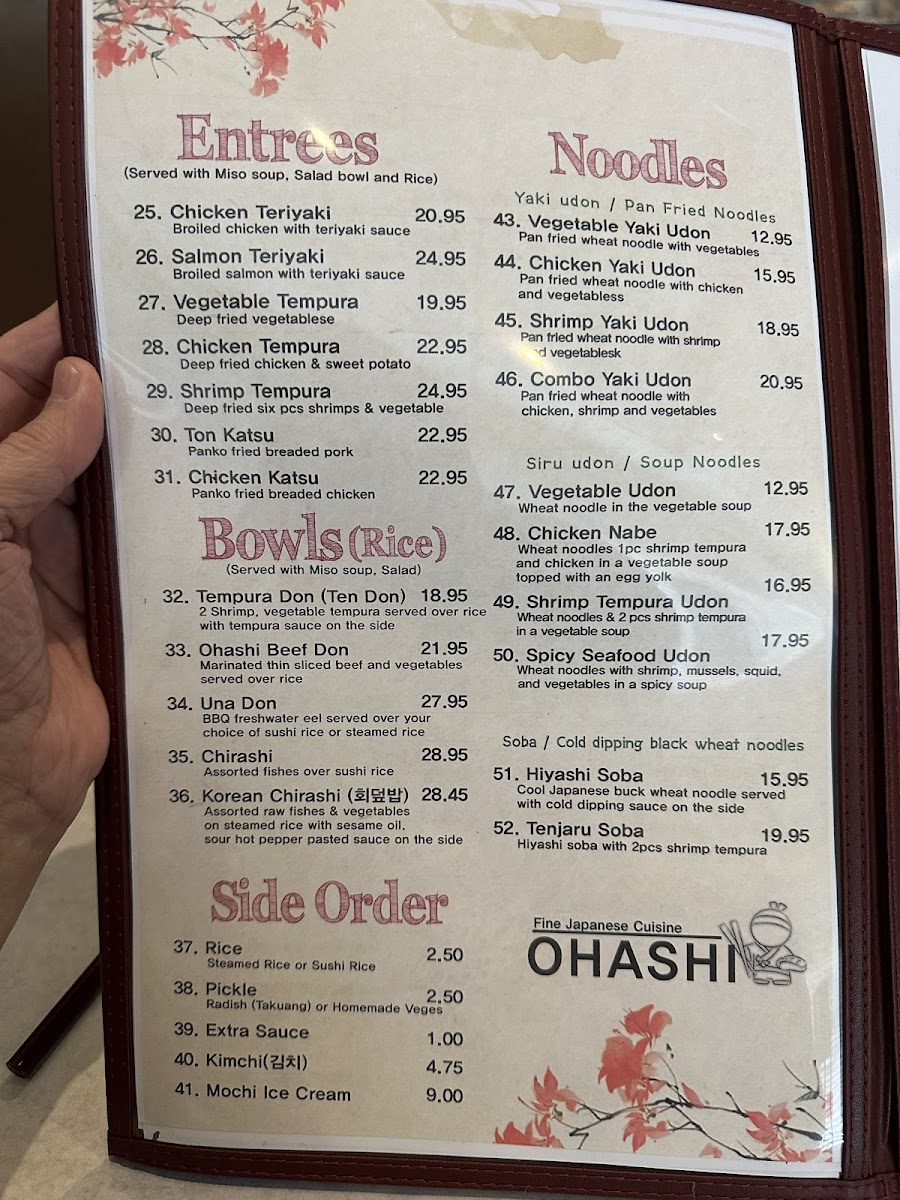 Entrees
(Served with Miso soup, Salad bowl and Rice)
25. Chicken Teriyaki 20.95
Broiled chicken with teriyaki sauce
26. Salmon Teriyaki 24.95
Broiled salmon with teriyaki sauce
27. Vegetable Tempura 19.95
Deep fried vegetablese
28. Chicken Tempura 22.95
Deep fried chicken & sweet potato
29. Shrimp Tempura 24.95
Deep fried six pcs shrimps & vegetable
30. Ton Katsu 22.95
Panko fried breaded pork
31. Chicken Katsu 22.95
Panko fried breaded chicken
Bowls (Rice)
(Served with Miso soup, Salad)
32. Tempura Don (Ten Don) 18.95
2 Shrimp, vegetable tempura served over rice
with tempura sauce on the side
33. Ohashi Beef Don 21.95
Marinated thin sliced beef and vegetables
served over rice
34. Una Don 27.95
BBQ freshwater eel served over your
choice of sushi rice or steamed rice
35. Chirashi 28.95
Assorted fishes over sushi rice
36. Korean Chirashi (회덮밥) 28.45
Assorted raw fishes & vegetables
on steamed rice with sesame oil,
sour hot pepper pasted sauce on the side
Side Order
37. Rice 2.50
Steamed Rice or Sushi Rice
38. Pickle 2.50
Radish (Takuang) or Homemade Veges
39. Extra Sauce 1.00
40. Kimchi(김치) 4.75
41. Mochi Ice Cream 9.00
Noodles
Yaki udon / Pan Fried Noodles
43. Vegetable Yaki Udon 12.95
Pan fried wheat noodle with vegetables
44. Chicken Yaki Udon 15.95
Pan fried wheat noodle with chicken
and vegetabless
45. Shrimp Yaki Udon 18.95
Pan fried wheat noodle with shrimp
vegetablesk
46. Combo Yaki Udon 20.95
Pan fried wheat noodle with
chicken, shrimp and vegetables
Siru udon / Soup Noodles
47. Vegetable Udon 12.95
Wheat noodle in the vegetable soup
48. Chicken Nabe 17.95
Wheat noodles 1pc shrimp tempura
and chicken in a vegetable soup
topped with an egg yolk
16.95
49. Shrimp Tempura Udon
Wheat noodles & 2 pcs shrimp tempura
in a vegetable soup
17.95
50. Spicy Seafood Udon
Wheat noodles with shrimp, mussels, squid,
and vegetables in a spicy soup
Soba / Cold dipping black wheat noodles
51. Hiyashi Soba 15.95
Cool Japanese buck wheat noodle served
with cold dipping sauce on the side
52. Tenjaru Soba 19.95
Hiyashi soba with 2pcs shrimp tempura
Fine Japanese Cuisine
OHASHI